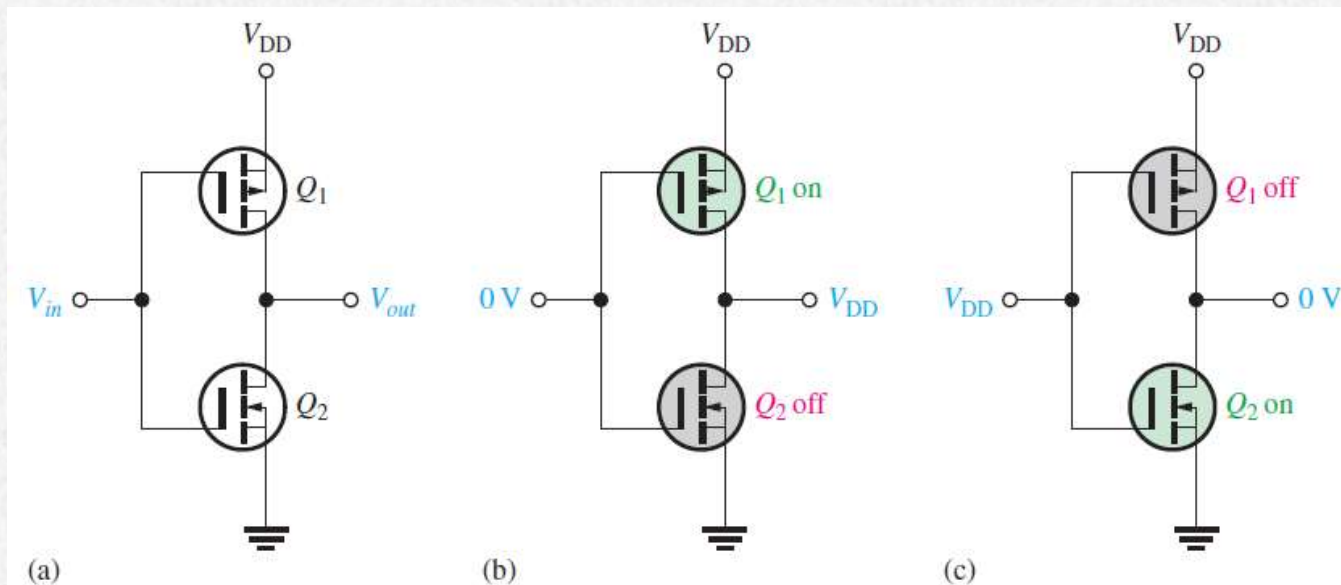 V_DD
Q_1
V_in
V_out
Q_2
(a)
V_DD
Q_1 on
0 V
V_DD
Q_2 off
(b)
V_DD
Q_1 off
V_DD
0 V
Q_2 on
(c)